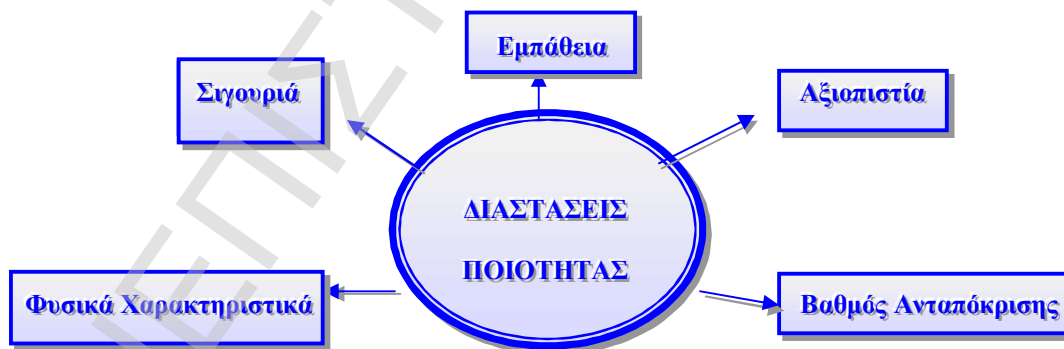 Εμπάθεια
Σιγουριά
Αξιοπιστία
ΔΙΑΣΤΑΣΕΙΣ
ΠΟΙΟΤΗΤΑΣ
Φυσικά Χαρακτηριστικά
Βαθμός Ανταπόκρισης